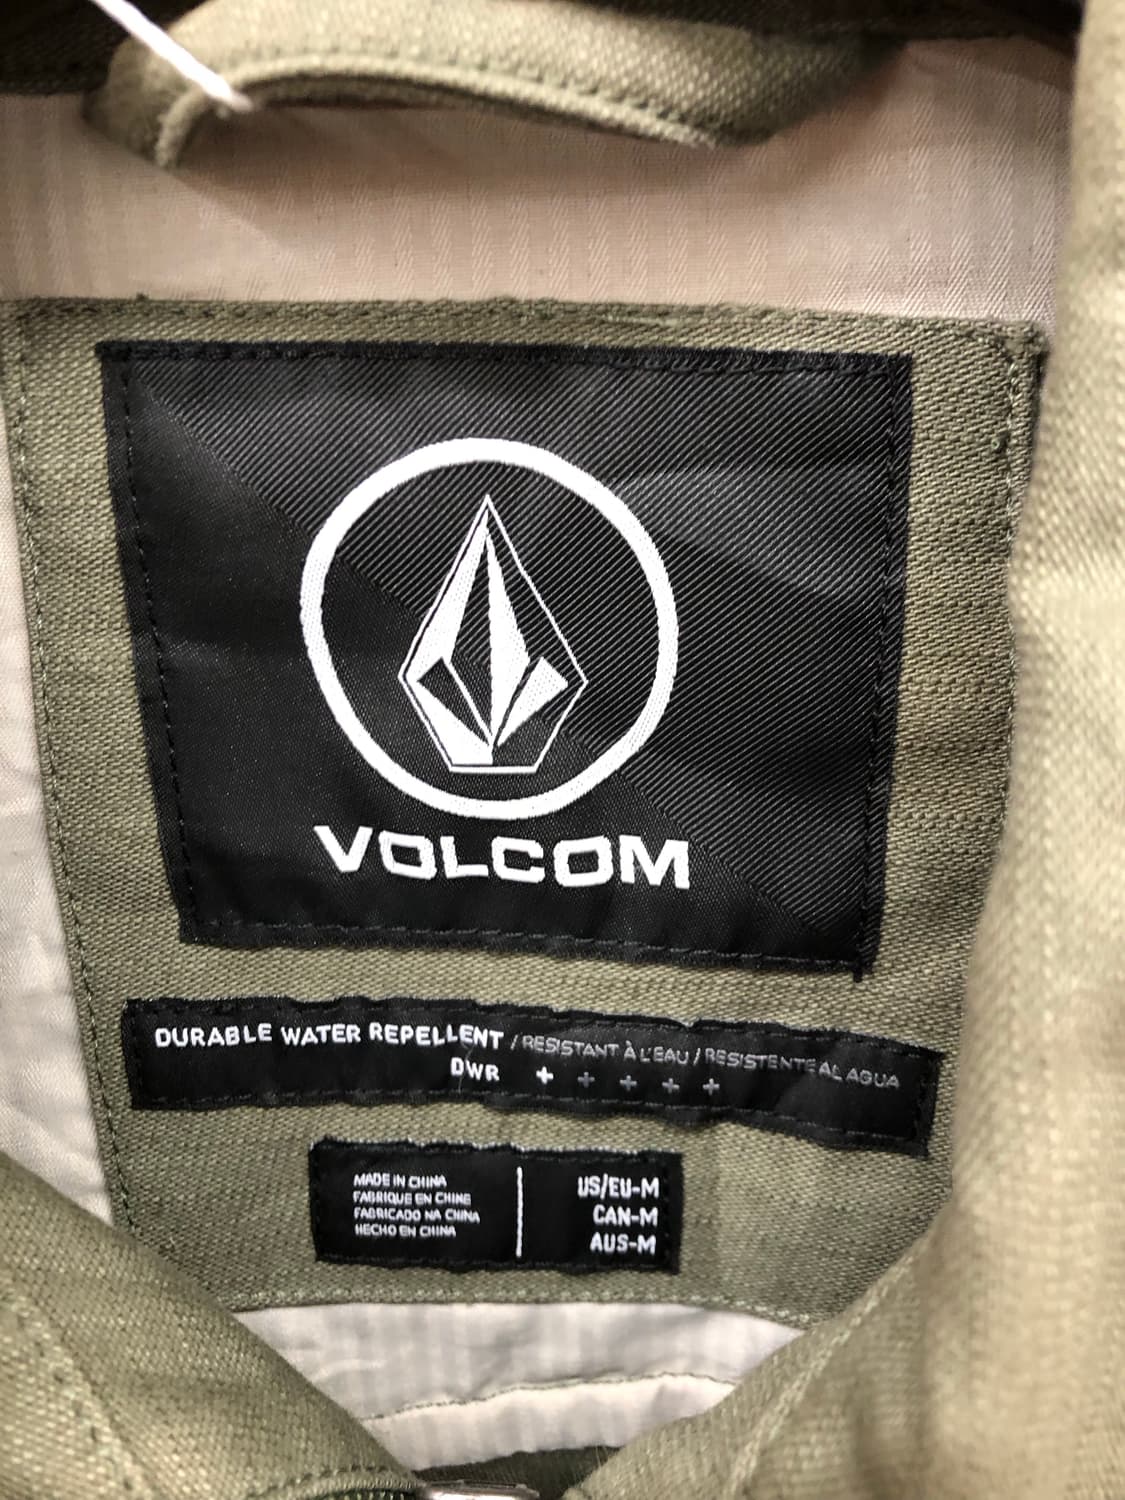 VOLCOM
DURABLE WATER REPELLENT / RESISTANT À L'EAU / RESISTENTE AL AGUA
DWR + + + + +
MADE IN CHINA
FABRIQUE EN CHINE
FABRICADO NA CHINA
HECHO EN CHINA
US/EU-M
CAN-M
AUS-M